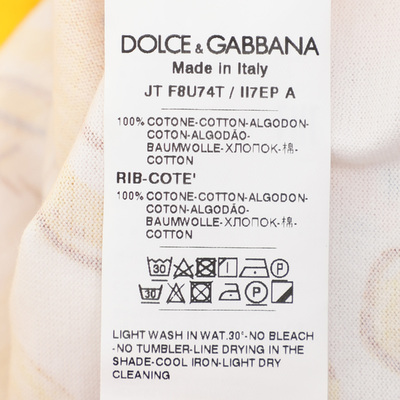 DOLCE & GABBANA
Made in Italy
JT F8U74T / II7EP A
100% COTONE-COTTON-ALGODON-
COTON-ALGODÃO-
BAUMWOLLE-ХЛОПОК-棉-
COTTON
RIB-COTE'
100% COTONE-COTTON-ALGODON-
COTON-ALGODÃO-
BAUMWOLLE-ХЛОПОК-棉-
COTTON
30 P
30 P
LIGHT WASH IN WAT.30°-NO BLEACH
-NO TUMBLER-LINE DRYING IN THE
SHADE-COOL IRON-LIGHT DRY
CLEANING